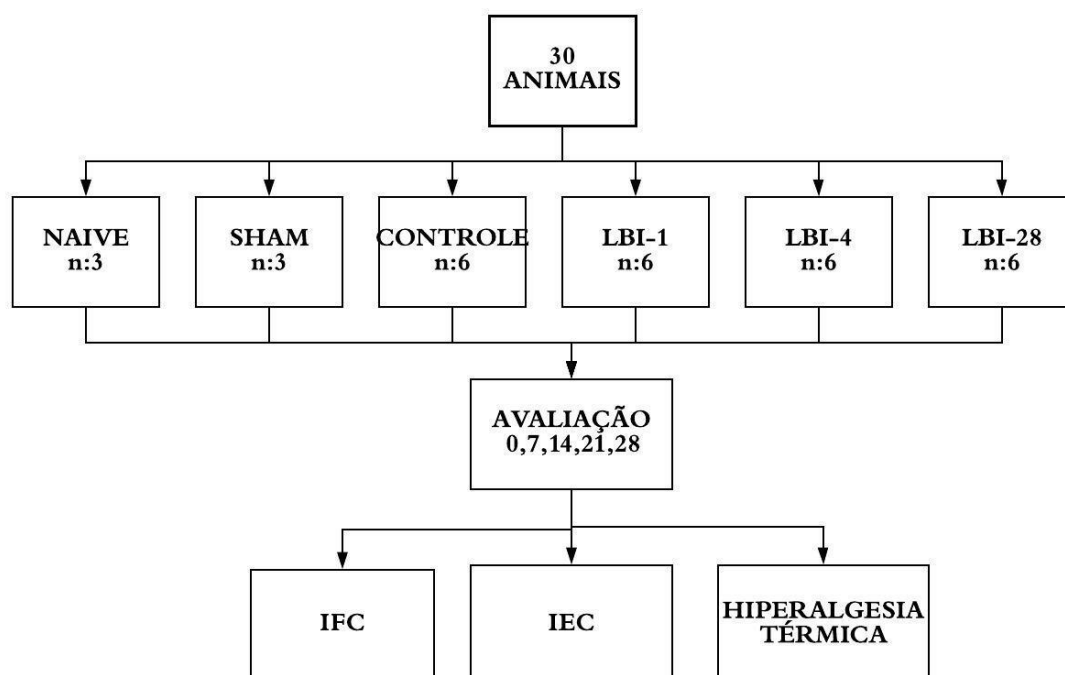 30
ANIMAIS
NAIVE
n:3
SHAM
n:3
CONTROLE
n:6
LBI-1
n:6
LBI-4
n:6
LBI-28
n:6
AVALIAÇÃO
0,7,14,21,28
IFC
IEC
HIPERALGESIA
TÉRMICA